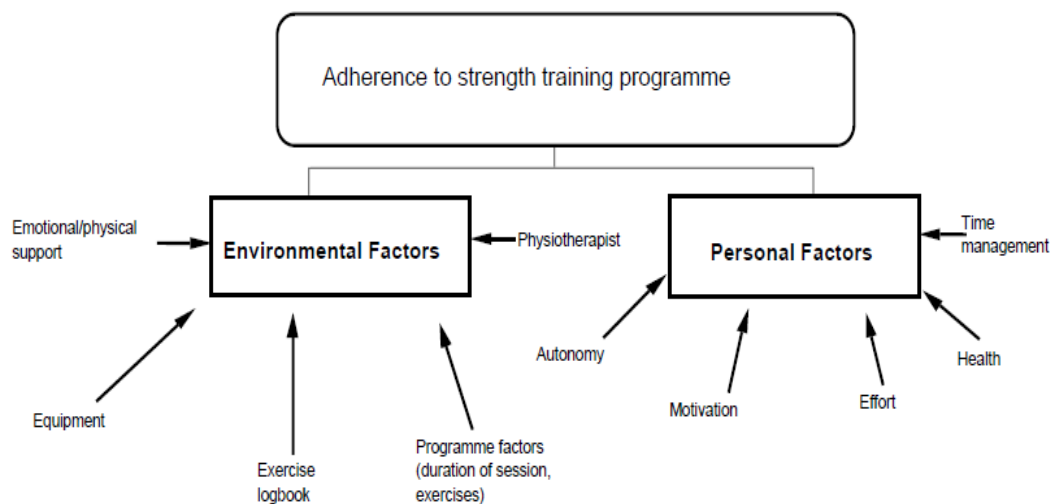 Adherence to strength training programme
Emotional/physical
support
Environmental Factors
Physiotherapist
Personal Factors
Time
management
Equipment
Exercise
logbook
Programme factors
(duration of session,
exercises)
Autonomy
Motivation
Effort
Health